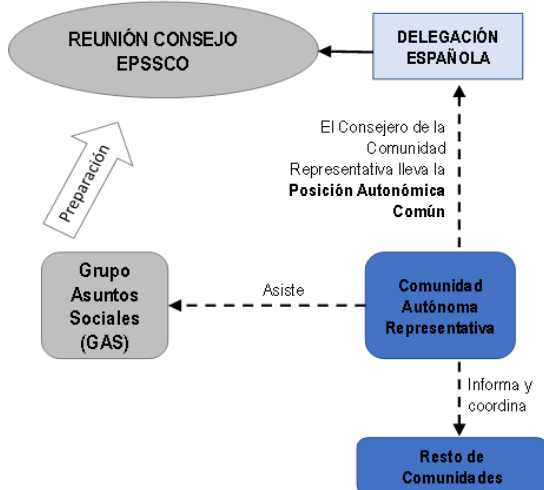 REUNIÓN CONSEJO
EPSSCO
DELEGACIÓN
ESPAÑOLA
El Consejero de la
Comunidad
Representativa lleva la
Posición Autonómica
Común
Preparación
Grupo
Asuntos
Sociales
(GAS)
Asiste
Comunidad
Autónoma
Representativa
Informa y
coordina
Resto de
Comunidades